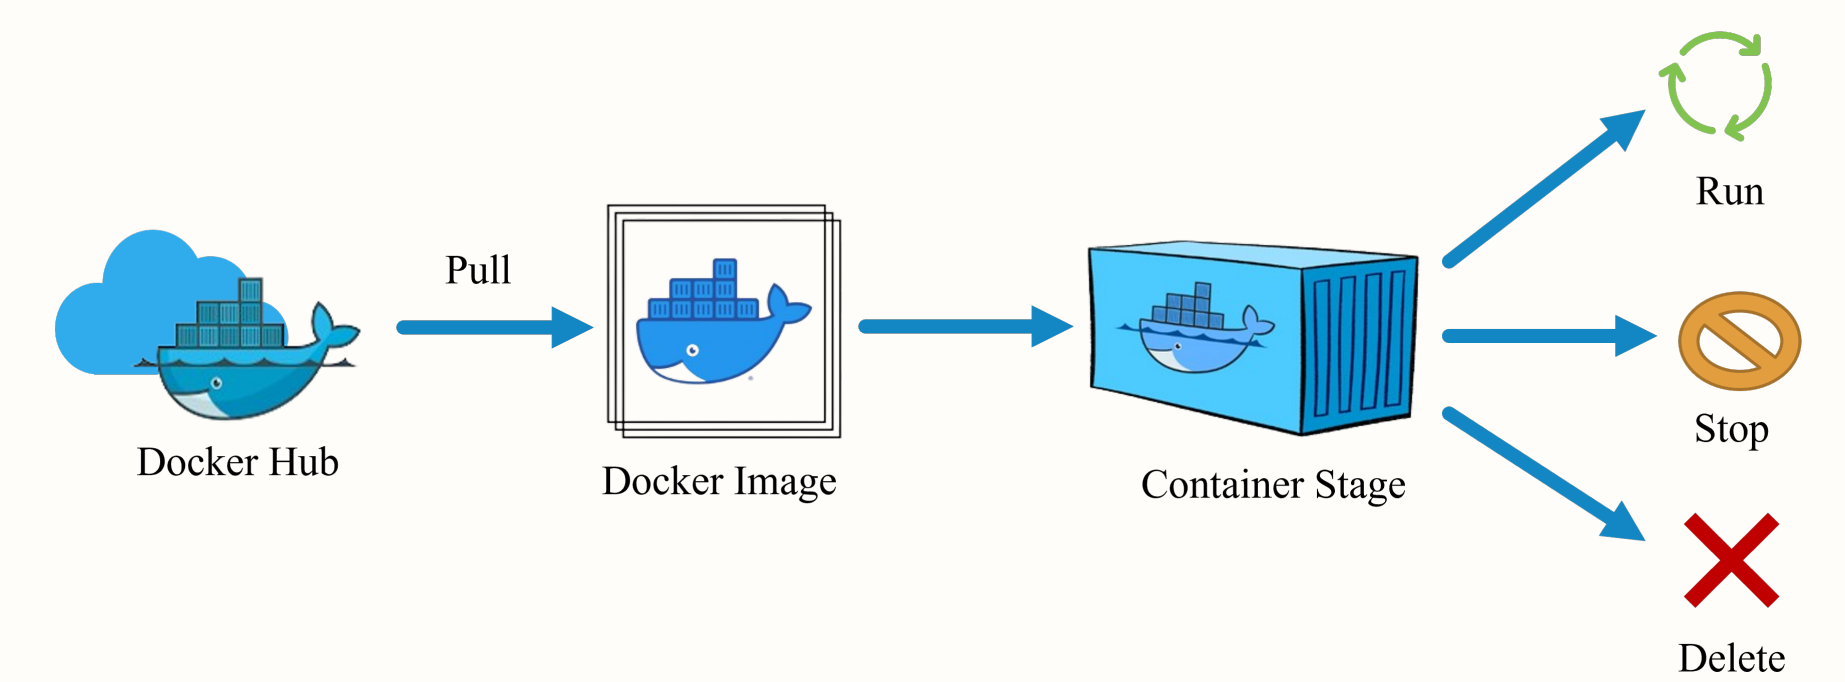 Docker Hub
Pull
Docker Image
Container Stage
Run
Stop
Delete